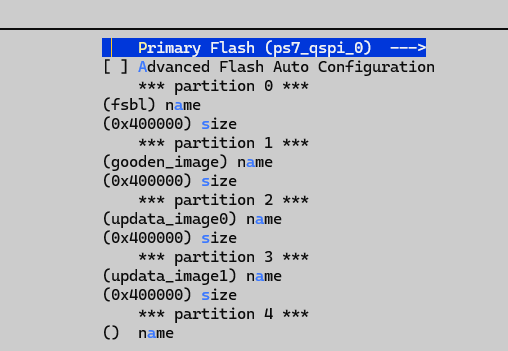 Primary Flash (ps7_qspi_0)  --->
[ ] Advanced Flash Auto Configuration
*** partition 0 ***
(fsbl) name
(0x400000) size
*** partition 1 ***
(gooden_image) name
(0x400000) size
*** partition 2 ***
(updata_image0) name
(0x400000) size
*** partition 3 ***
(updata_image1) name
(0x400000) size
*** partition 4 ***
()  name